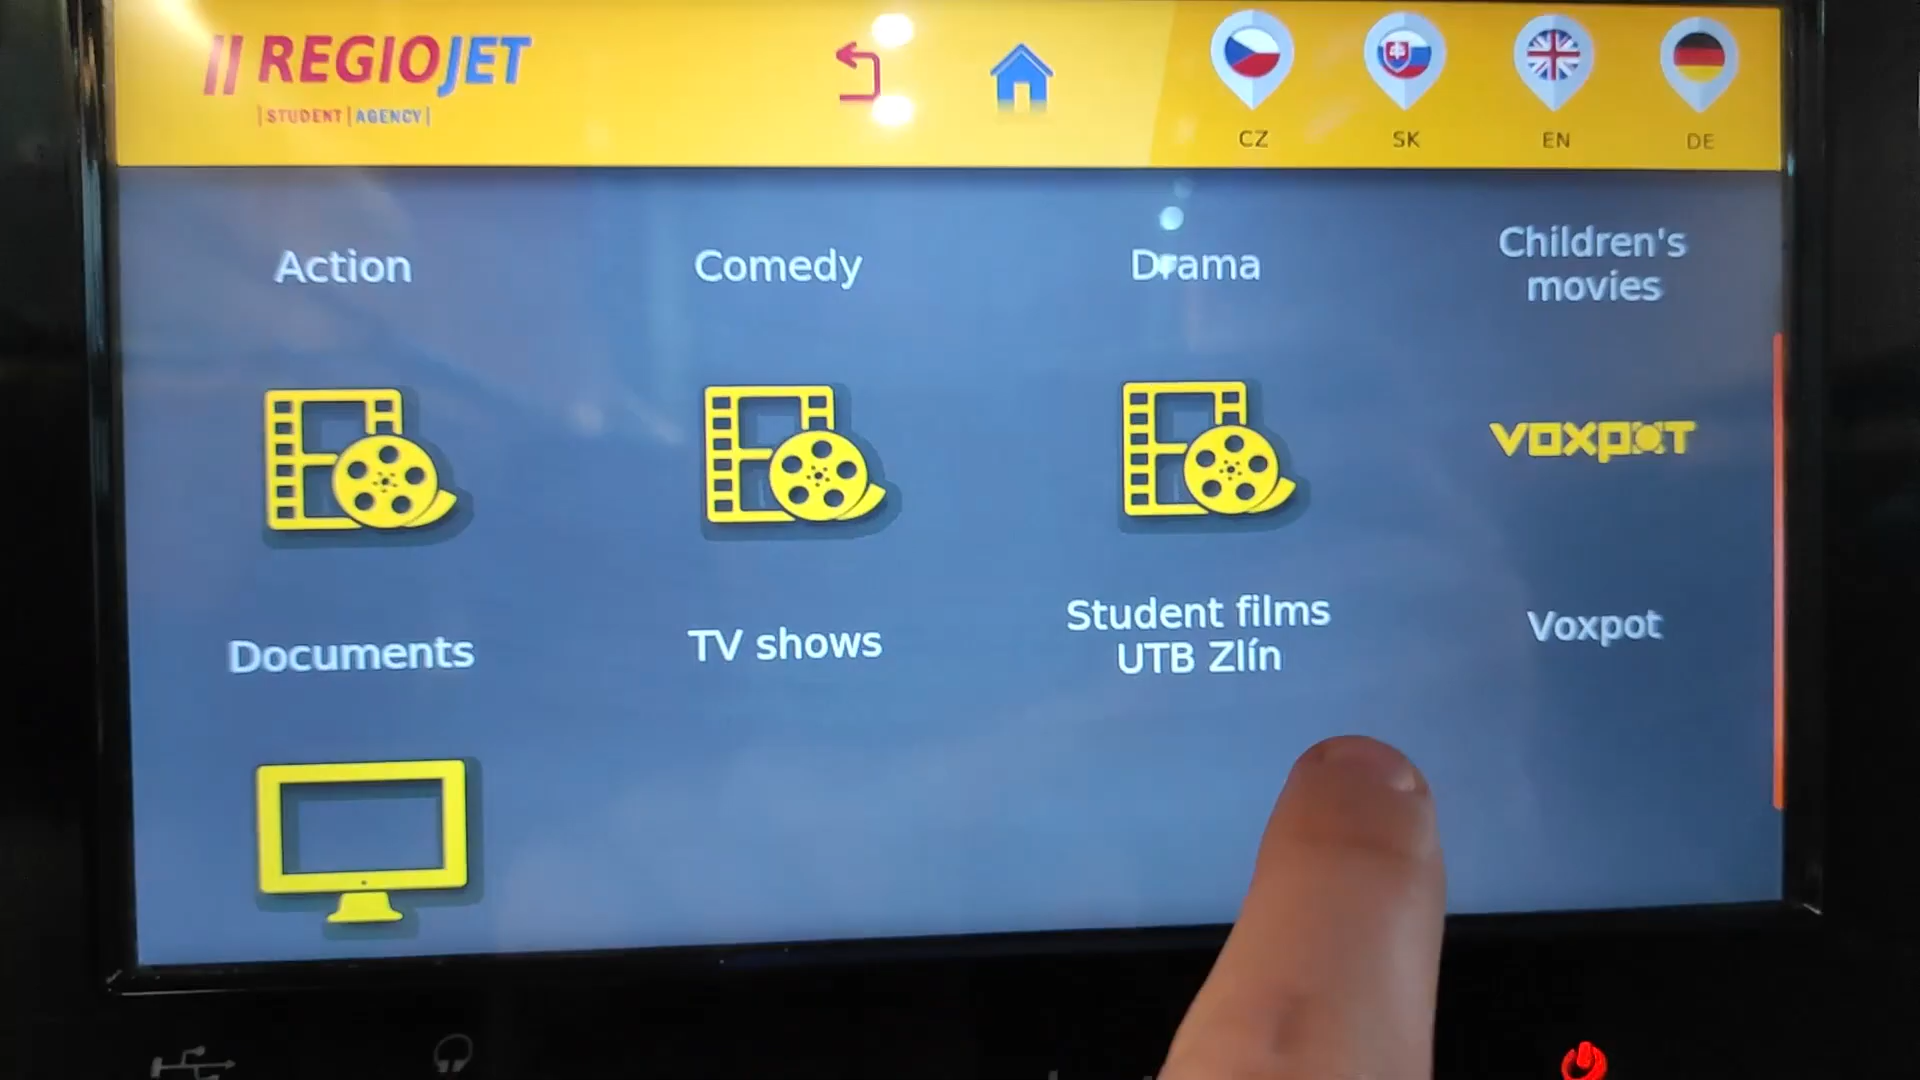 REGIOJET
|STUDENT|AGENCY|
CZ
SK
EN
DE
Action
Comedy
Drama
Children's
movies
VOXPOT
Documents
TV shows
Student films
UTB Zlín
Voxpot